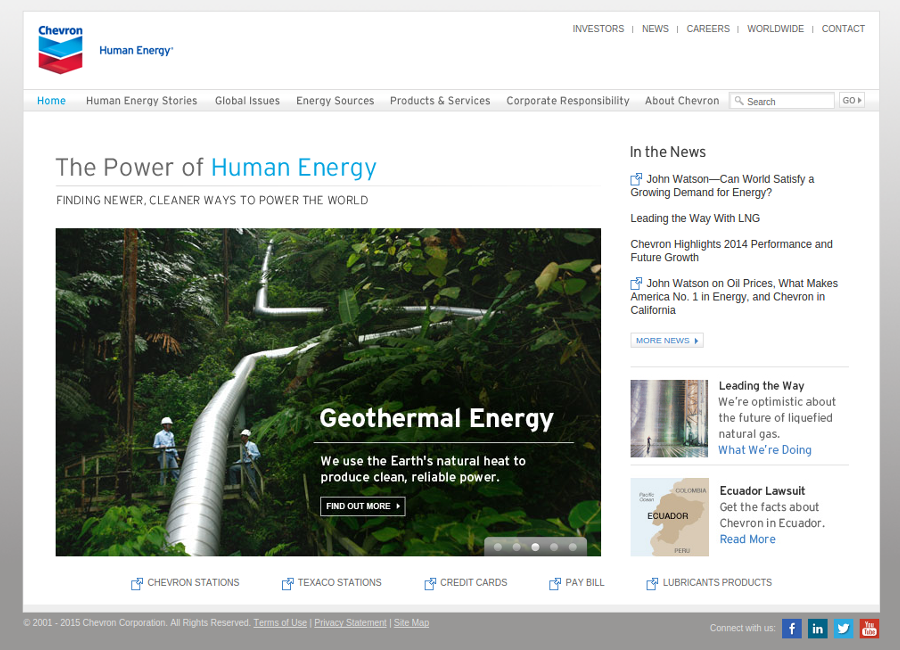 Chevron
Human Energy®
INVESTORS | NEWS | CAREERS | WORLDWIDE | CONTACT
Home Human Energy Stories Global Issues Energy Sources Products & Services Corporate Responsibility About Chevron Search GO
The Power of Human Energy
FINDING NEWER, CLEANER WAYS TO POWER THE WORLD
Geothermal Energy
We use the Earth's natural heat to
produce clean, reliable power.
FIND OUT MORE
In the News
John Watson—Can World Satisfy a
Growing Demand for Energy?
Leading the Way With LNG
Chevron Highlights 2014 Performance and
Future Growth
John Watson on Oil Prices, What Makes
America No. 1 in Energy, and Chevron in
California
MORE NEWS
Leading the Way
We're optimistic about
the future of liquefied
natural gas.
What We're Doing
Pacific
Ocean
COLOMBIA
ECUADOR
PERU
Ecuador Lawsuit
Get the facts about
Chevron in Ecuador.
Read More
CHEVRON STATIONS TEXACO STATIONS CREDIT CARDS PAY BILL LUBRICANTS PRODUCTS
© 2001 - 2015 Chevron Corporation. All Rights Reserved. Terms of Use | Privacy Statement | Site Map
Connect with us: f in You Tube